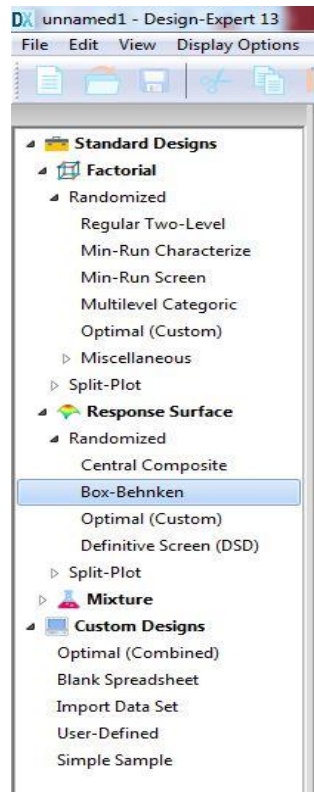 DX unnamed1 - Design-Expert 13
File Edit View Display Options
Standard Designs
Factorial
Randomized
Regular Two-Level
Min-Run Characterize
Min-Run Screen
Multilevel Categoric
Optimal (Custom)
Miscellaneous
Split-Plot
Response Surface
Randomized
Central Composite
Box-Behnken
Optimal (Custom)
Definitive Screen (DSD)
Split-Plot
Mixture
Custom Designs
Optimal (Combined)
Blank Spreadsheet
Import Data Set
User-Defined
Simple Sample